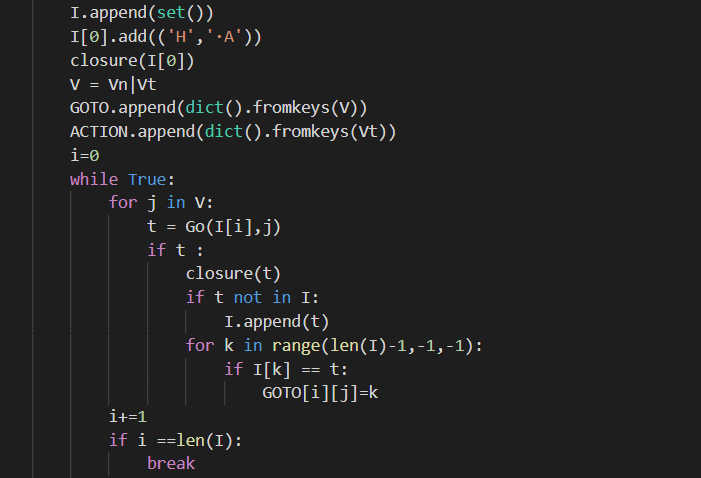 I.append(set())
I[0].add(('H','·A'))
closure(I[0])
V = Vn|Vt
GOTO.append(dict().fromkeys(V))
ACTION.append(dict().fromkeys(Vt))
i=0
while True:
for j in V:
t = Go(I[i],j)
if t :
closure(t)
if t not in I:
I.append(t)
for k in range(len(I)-1,-1,-1):
if I[k] == t:
GOTO[i][j]=k
i+=1
if i ==len(I):
break